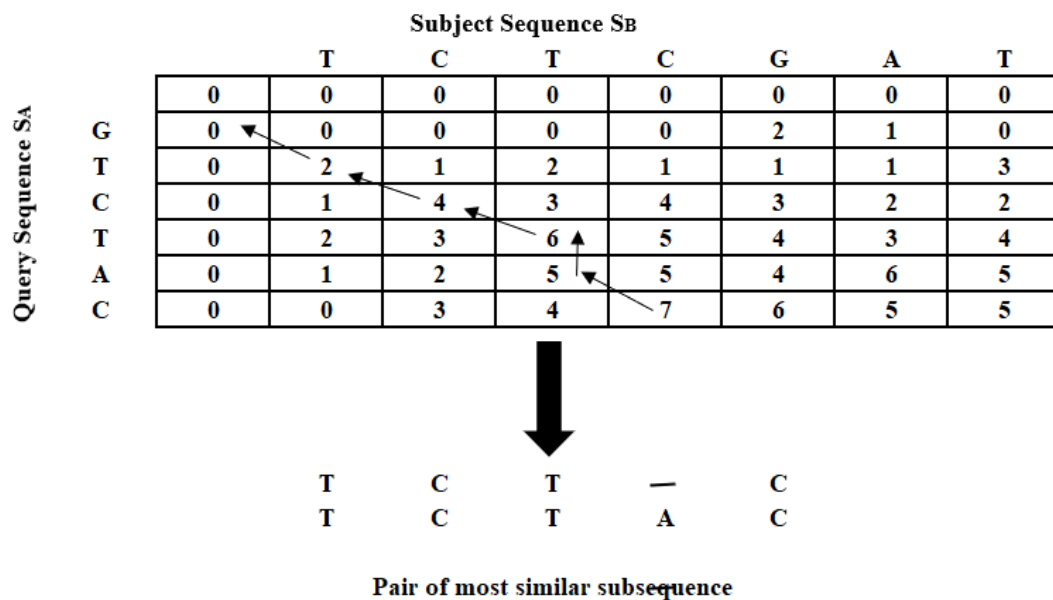 Subject Sequence SB
T C T C G A T
Query Sequence SA
0 0 0 0 0 0 0 0
G 0 0 0 0 0 2 1 0
T 0 2 1 2 1 1 1 3
C 0 1 4 3 4 3 2 2
T 0 2 3 6 5 4 3 4
A 0 1 2 5 5 4 6 5
C 0 0 3 4 7 6 5 5
T C T — C
T C T A C
Pair of most similar subsequence